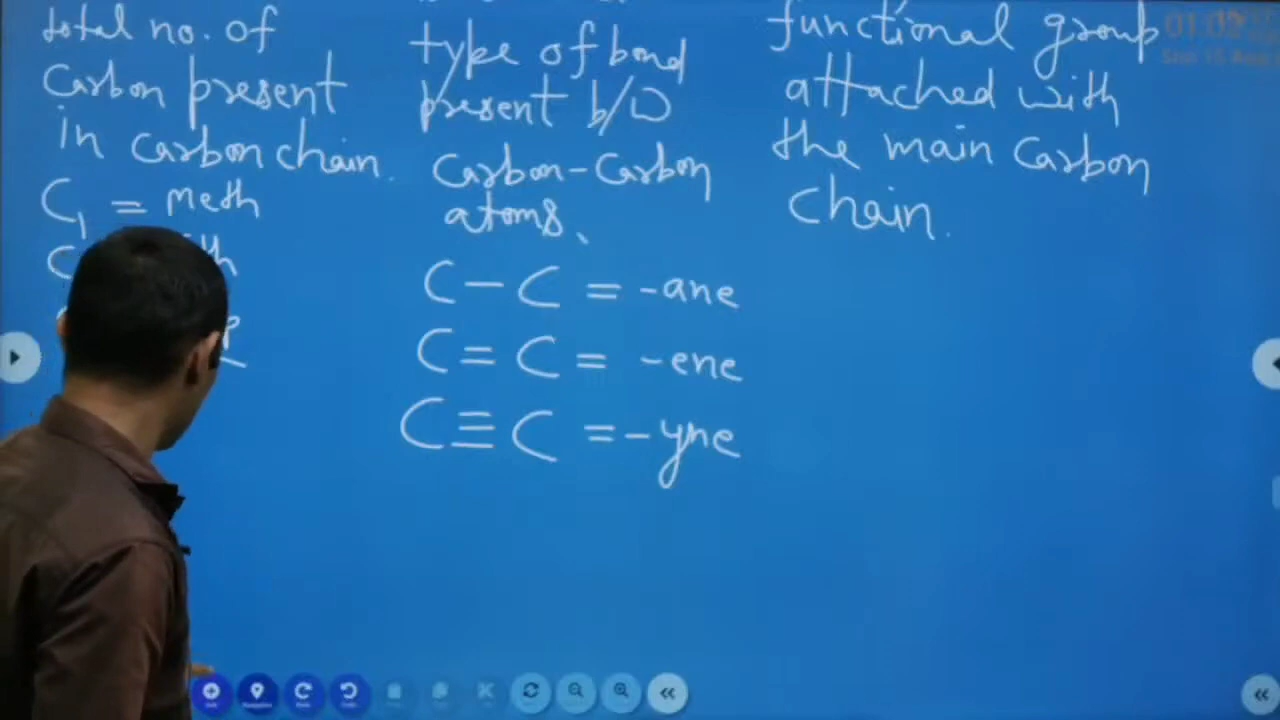 total no. of
Carbon present
in carbon chain.
C1 = meth
C
type of bond
present b/w
Carbon-Carbon
atoms.
C - C = -ane
C = C = -ene
C ≡ C = -yne
functional group
attached with
the main carbon
chain.